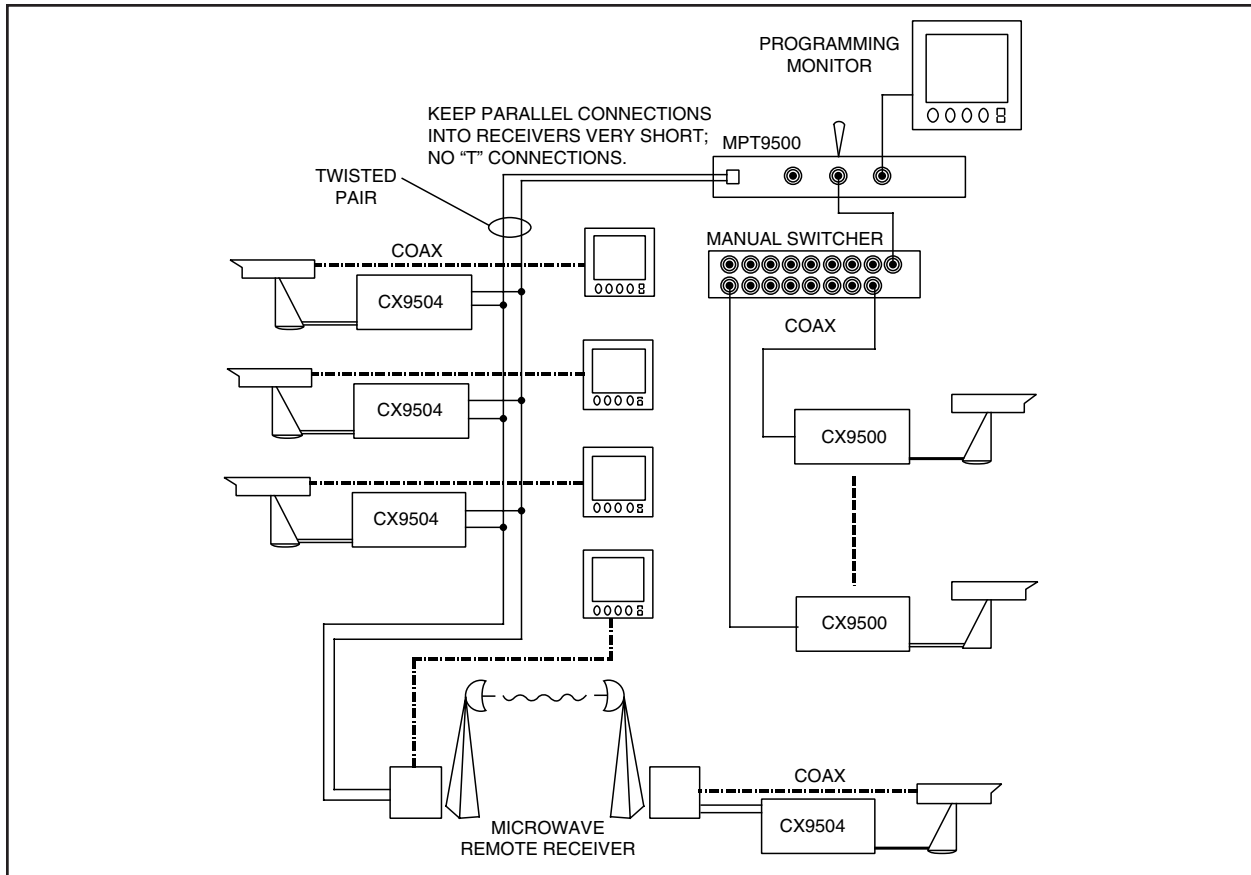 PROGRAMMING
MONITOR
KEEP PARALLEL CONNECTIONS
INTO RECEIVERS VERY SHORT;
NO “T” CONNECTIONS.
MPT9500
TWISTED
PAIR
MANUAL SWITCHER
COAX
CX9504
COAX
CX9504
CX9500
CX9504
CX9500
MICROWAVE
REMOTE RECEIVER
COAX
CX9504